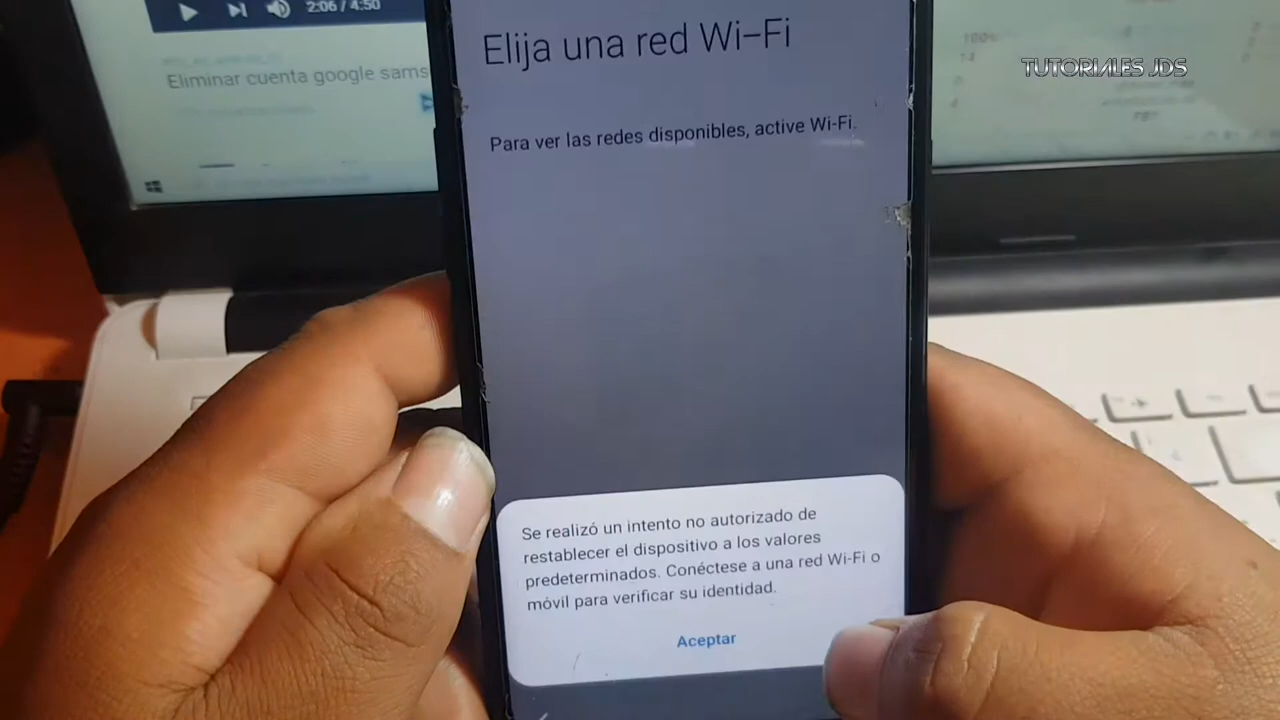 2:06 / 4:50
Eliminar cuenta google sams
TUTORIALES JDS
Elija una red Wi-Fi
Para ver las redes disponibles, active Wi-Fi.
Se realizó un intento no autorizado de
restablecer el dispositivo a los valores
predeterminados. Conéctese a una red Wi-Fi o
móvil para verificar su identidad.
Aceptar